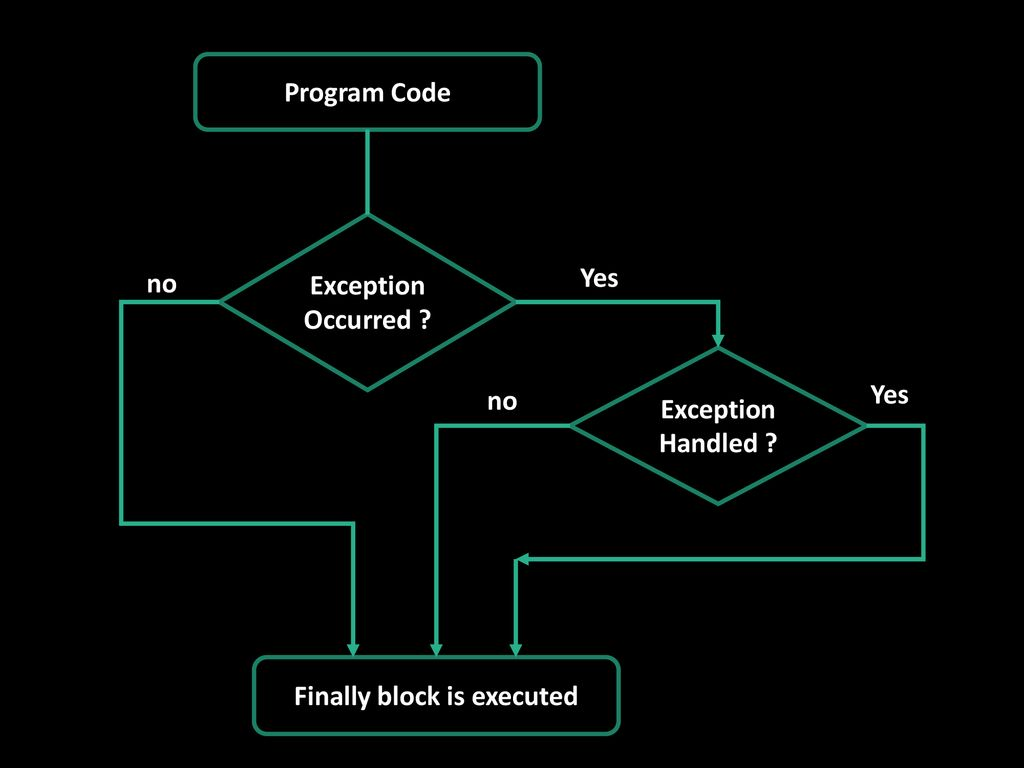 Program Code
no
Exception
Occurred ?
Yes
no
Exception
Handled ?
Yes
Finally block is executed